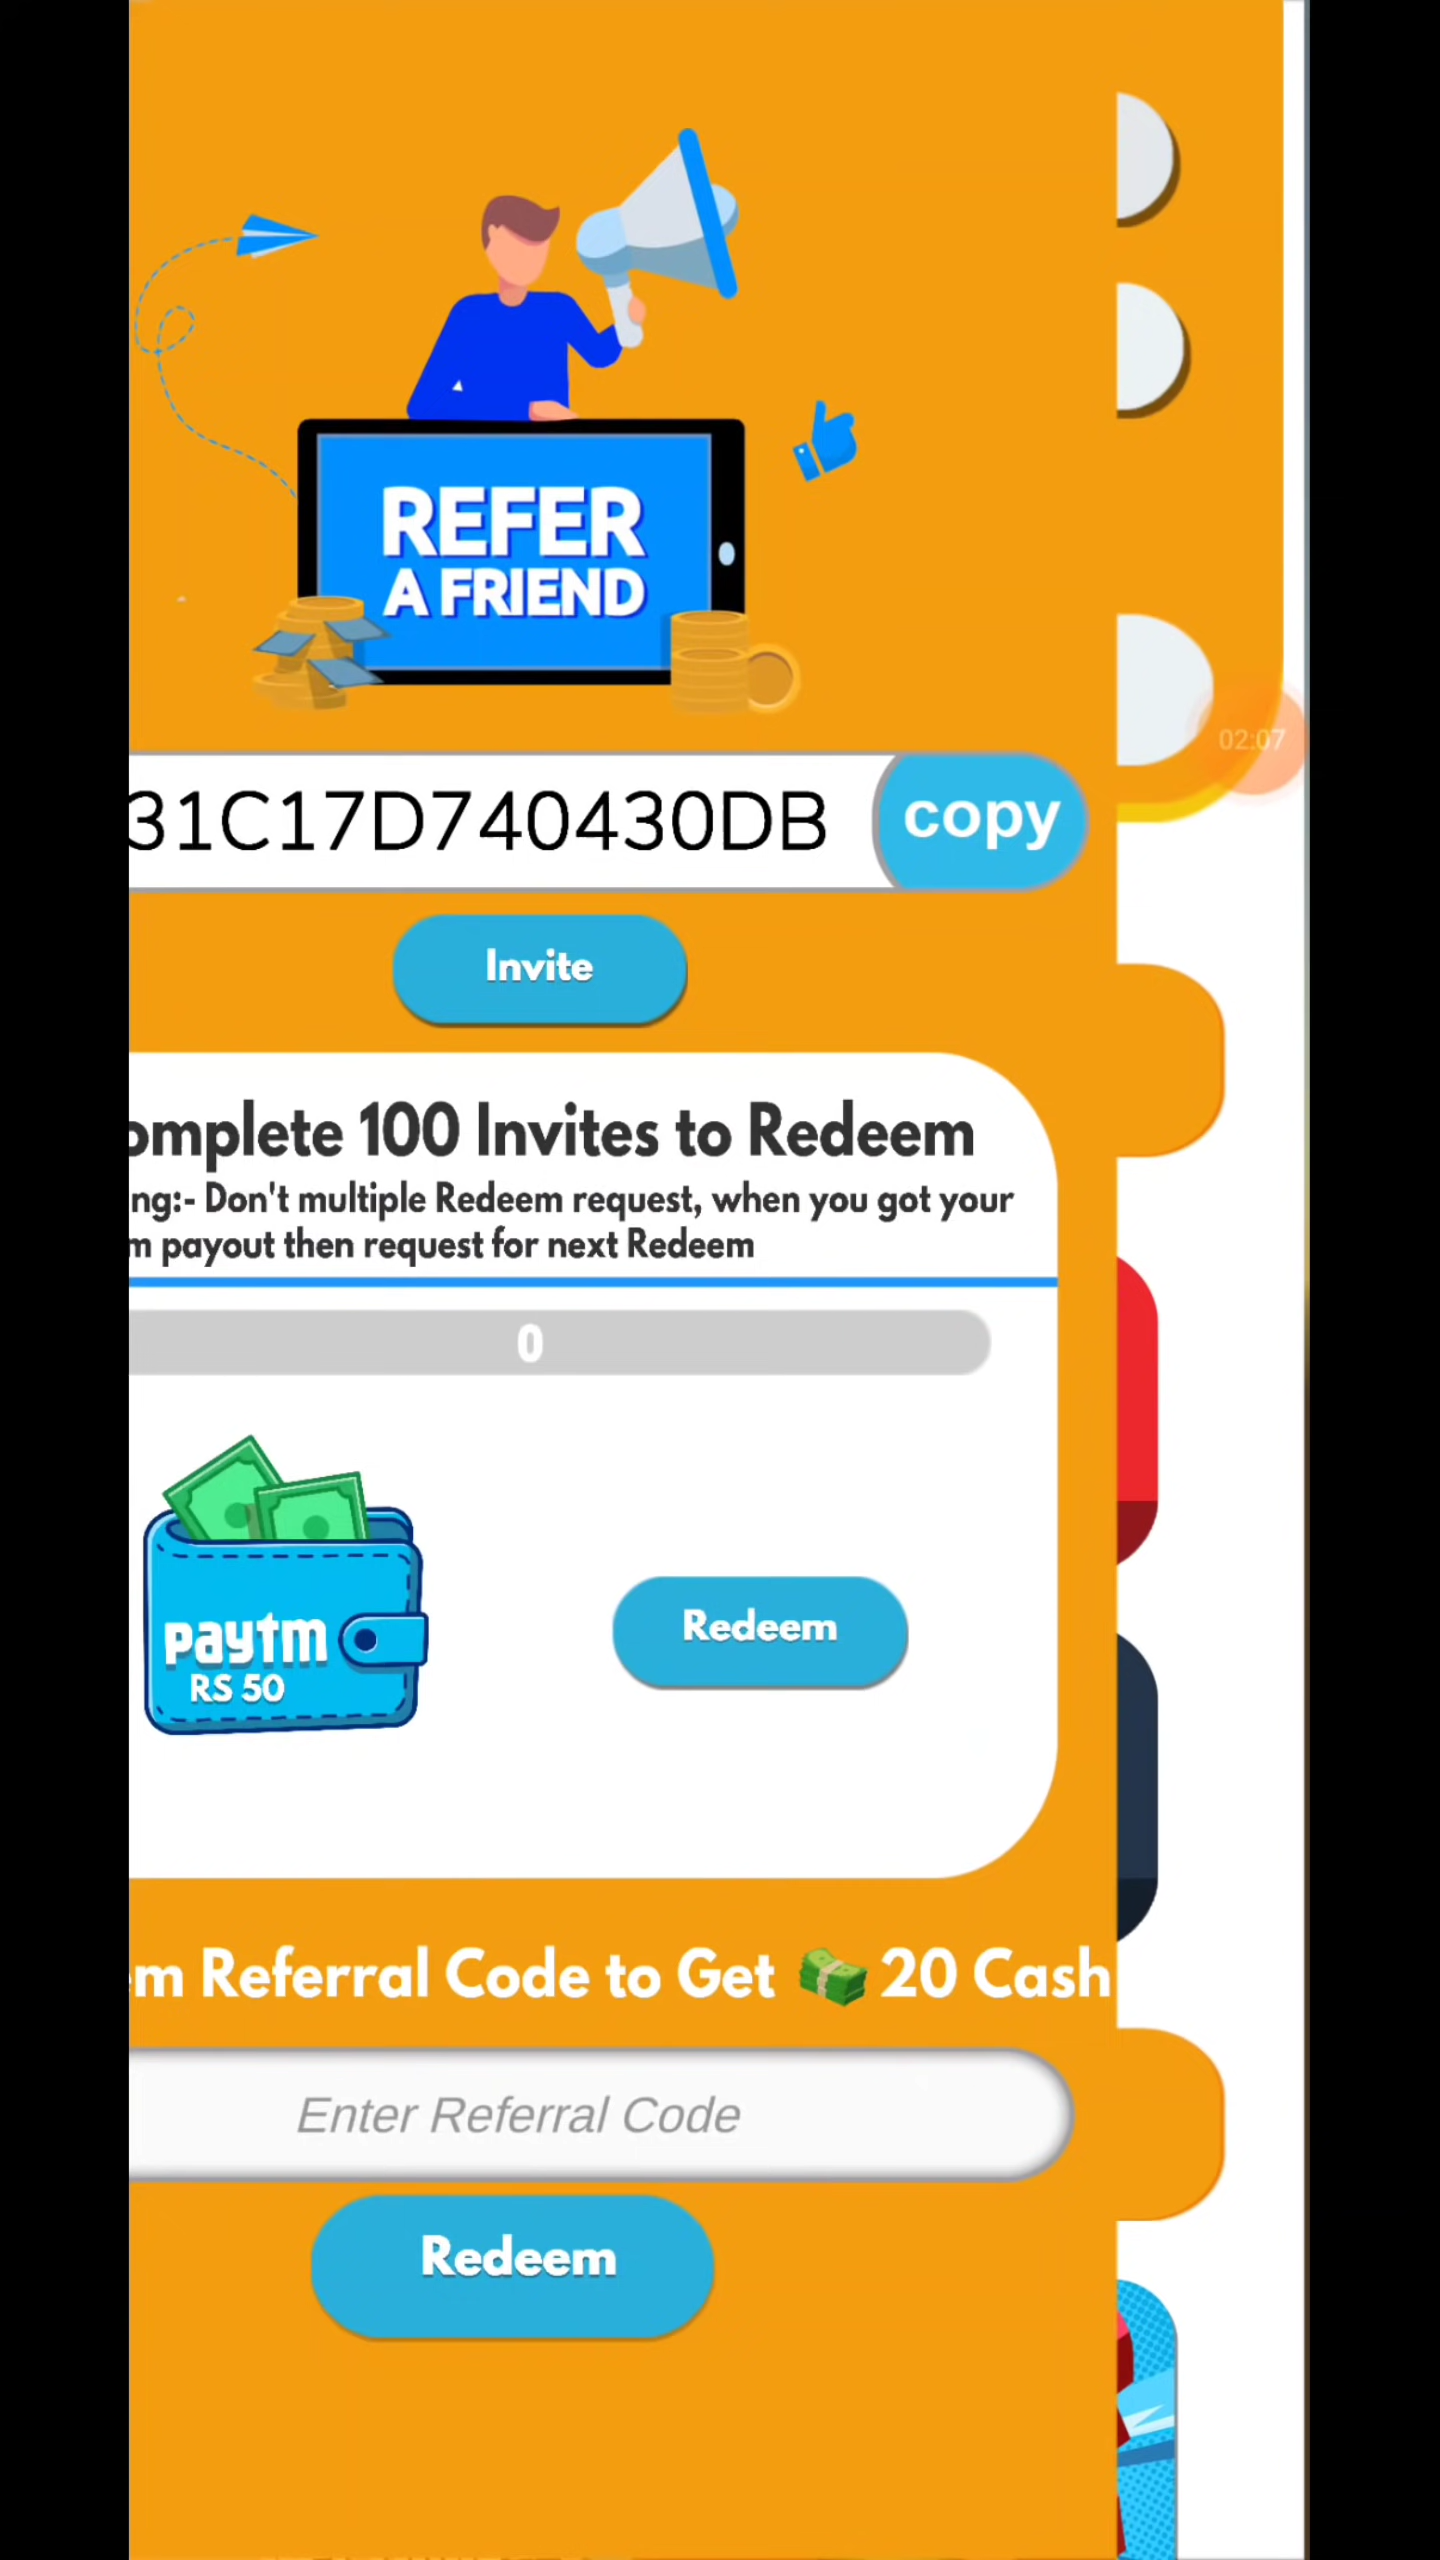 REFER
A FRIEND
02:07
31C17D740430DB
copy
Invite
omplete 100 Invites to Redeem
ng:- Don't multiple Redeem request, when you got your
m payout then request for next Redeem
0
paytm
RS 50
Redeem
m Referral Code to Get 💵 20 Cash
Enter Referral Code
Redeem